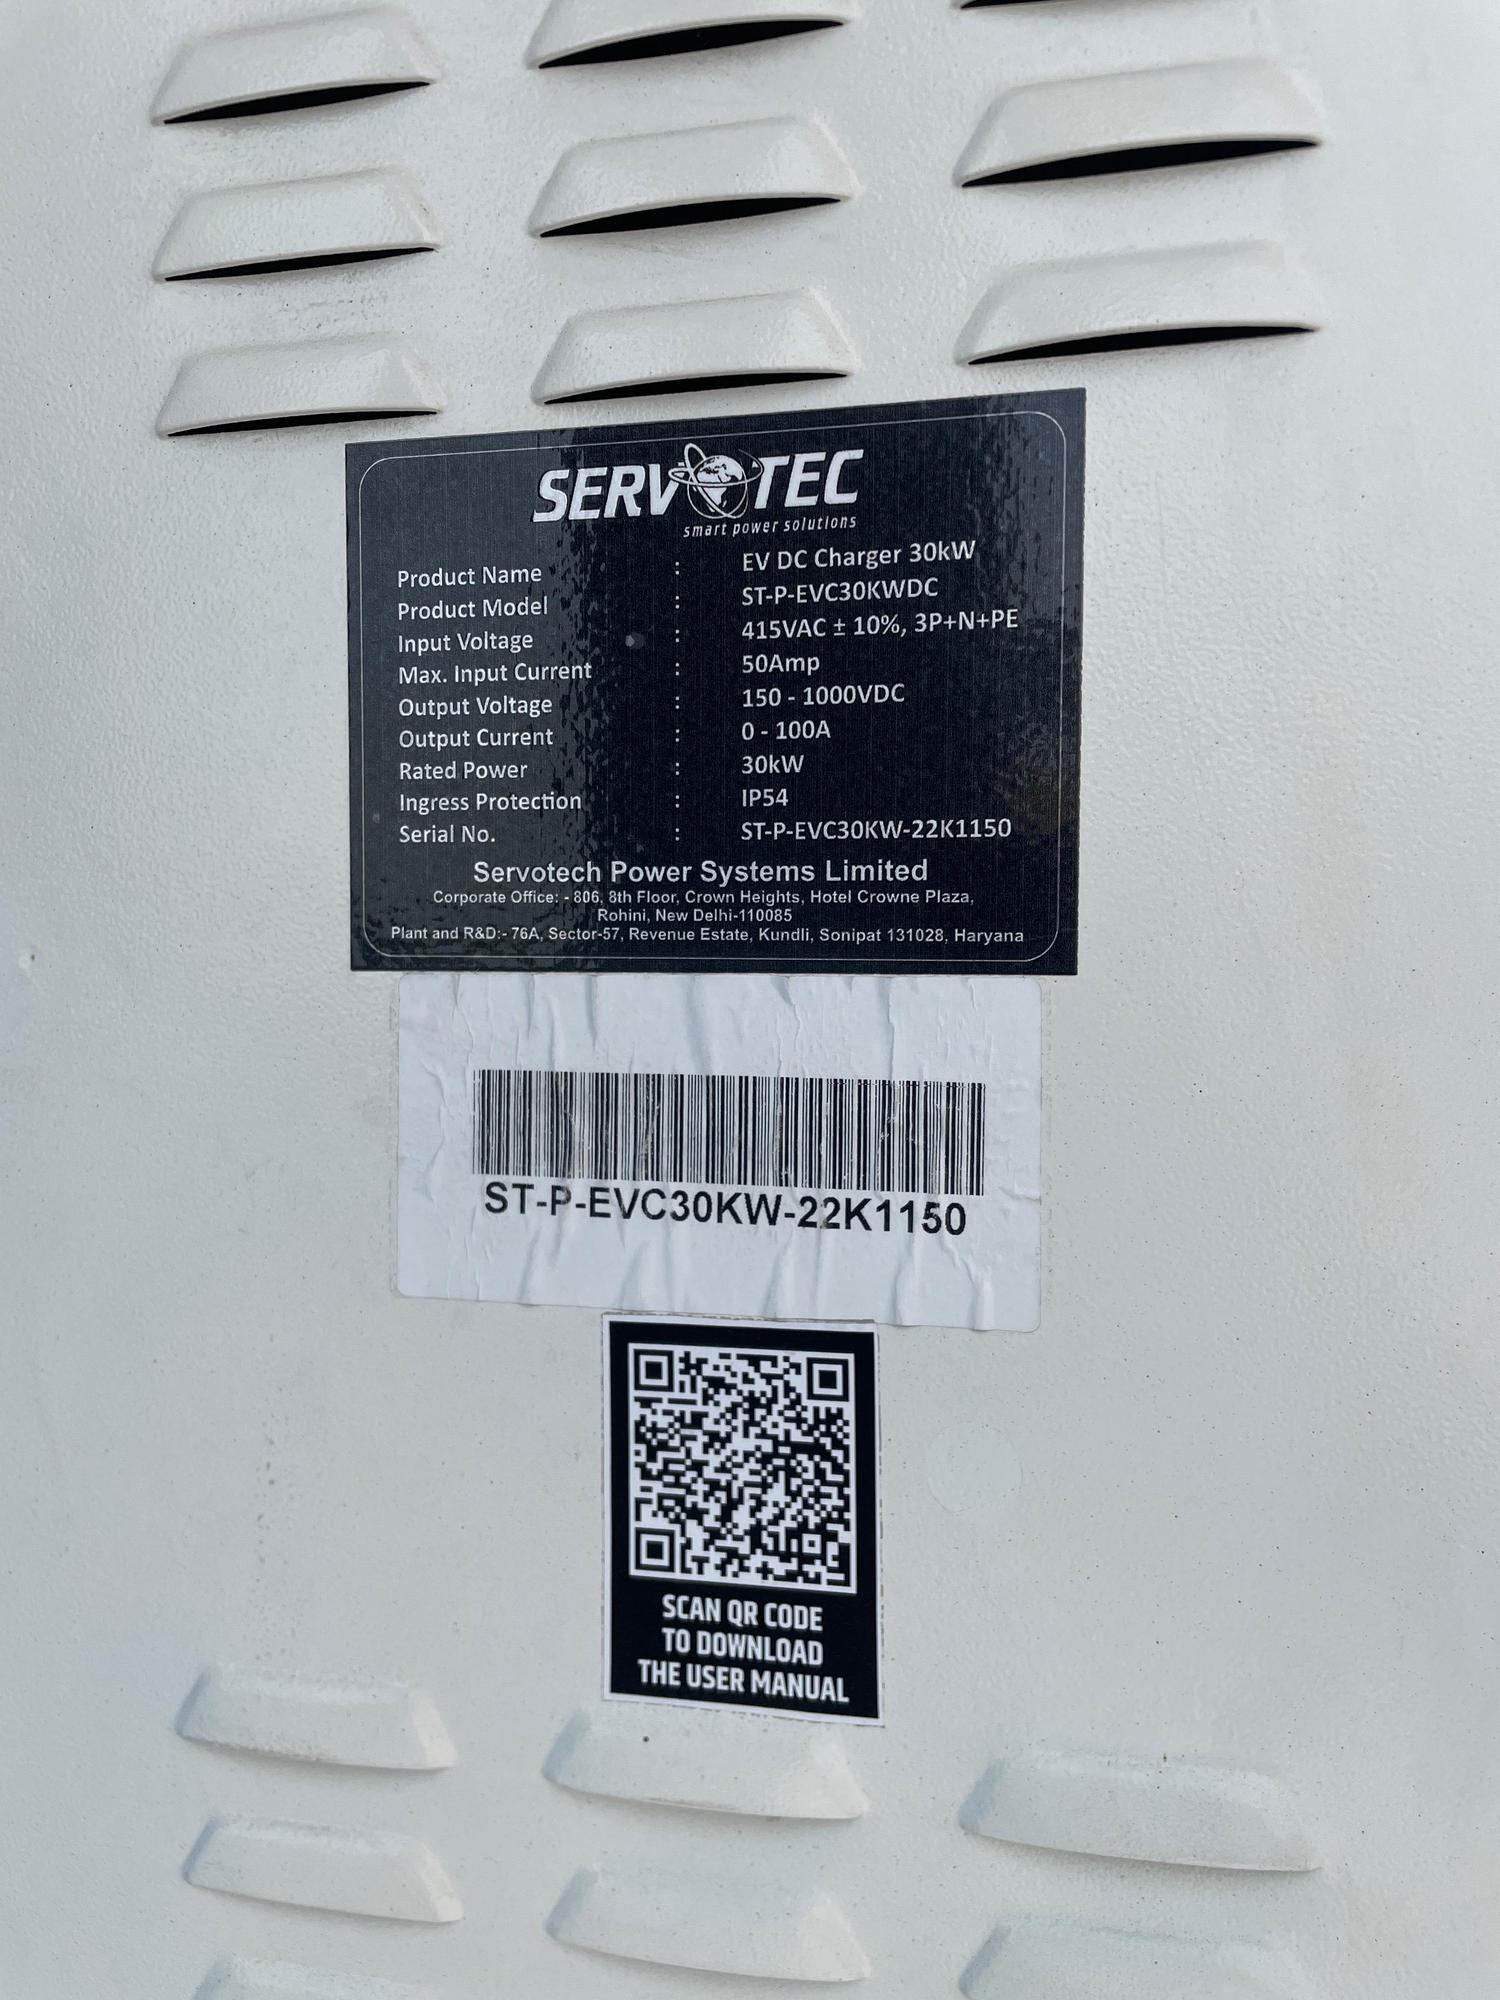 SERVOTEC
smart power solutions
Product Name : EV DC Charger 30kW
Product Model : ST-P-EVC30KWDC
Input Voltage : 415VAC ± 10%, 3P+N+PE
Max. Input Current : 50Amp
Output Voltage : 150 - 1000VDC
Output Current : 0 - 100A
Rated Power : 30kW
Ingress Protection : IP54
Serial No. : ST-P-EVC30KW-22K1150
Servotech Power Systems Limited
Corporate Office: - 806, 8th Floor, Crown Heights, Hotel Crowne Plaza,
Rohini, New Delhi-110085
Plant and R&D:- 76A, Sector-57, Revenue Estate, Kundli, Sonipat 131028, Haryana
ST-P-EVC30KW-22K1150
SCAN QR CODE
TO DOWNLOAD
THE USER MANUAL